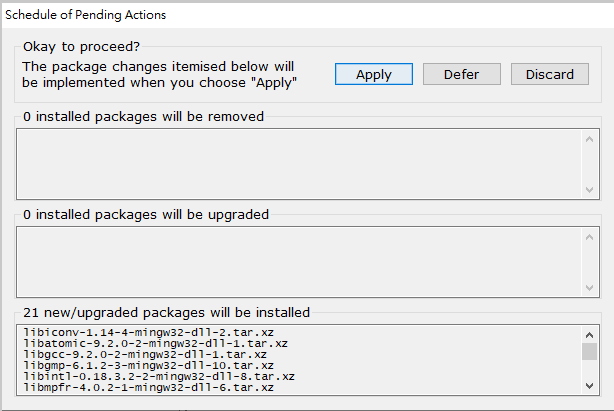 Schedule of Pending Actions
Okay to proceed?
The package changes itemised below will
be implemented when you choose "Apply"
Apply
Defer
Discard
0 installed packages will be removed
0 installed packages will be upgraded
21 new/upgraded packages will be installed
libiconv-1.14-4-mingw32-dll-2.tar.xz
libatomic-9.2.0-2-mingw32-dll-1.tar.xz
libgcc-9.2.0-2-mingw32-dll-1.tar.xz
libgmp-6.1.2-3-mingw32-dll-10.tar.xz
libintl-0.18.3.2-2-mingw32-dll-8.tar.xz
libmpfr-4.0.2-1-mingw32-dll-6.tar.xz